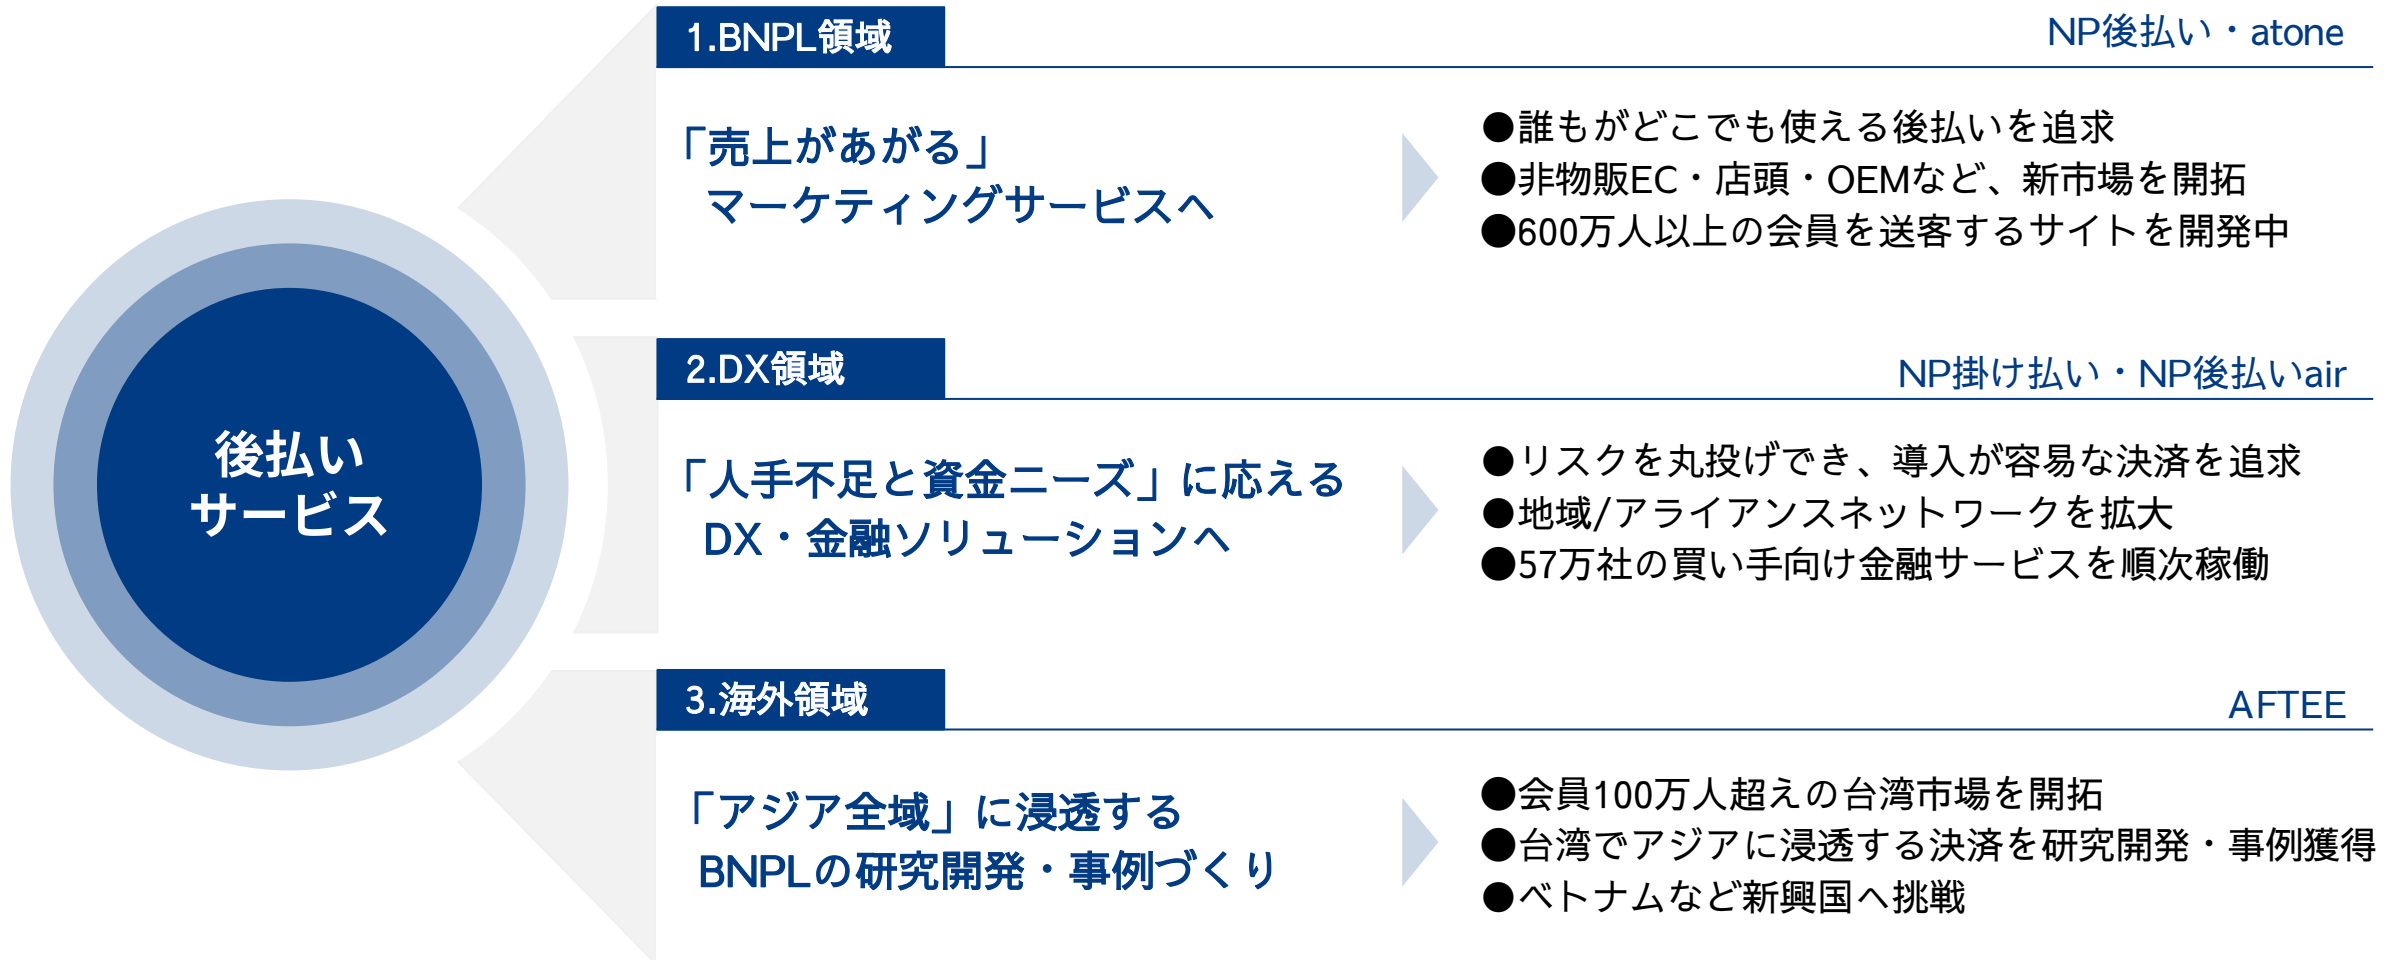 後払い
サービス
1.BNPL領域
NP後払い・atone
「売上があがる」
マーケティングサービスへ
●誰もがどこでも使える後払いを追求
●非物販EC・店頭・OEMなど、新市場を開拓
●600万人以上の会員を送客するサイトを開発中
2.DX領域
NP掛け払い・NP後払いair
「人手不足と資金ニーズ」に応える
DX・金融ソリューションへ
●リスクを丸投げでき、導入が容易な決済を追求
●地域/アライアンスネットワークを拡大
●57万社の買い手向け金融サービスを順次稼働
3.海外領域
AFTEE
「アジア全域」に浸透する
BNPLの研究開発・事例づくり
●会員100万人超えの台湾市場を開拓
●台湾でアジアに浸透する決済を研究開発・事例獲得
●ベトナムなど新興国へ挑戦